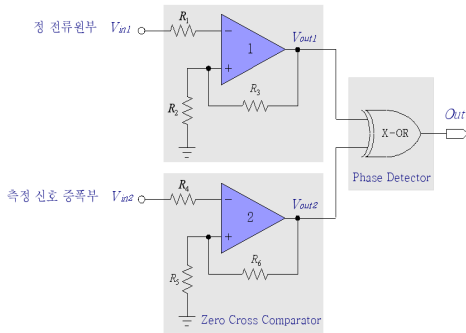 정 전류원부 Vin1
R1
−
+
1
Vout1
R2
R3
X-OR
Out
Phase Detector
측정 신호 증폭부 Vin2
R4
−
+
2
Vout2
R5
R6
Zero Cross Comparator